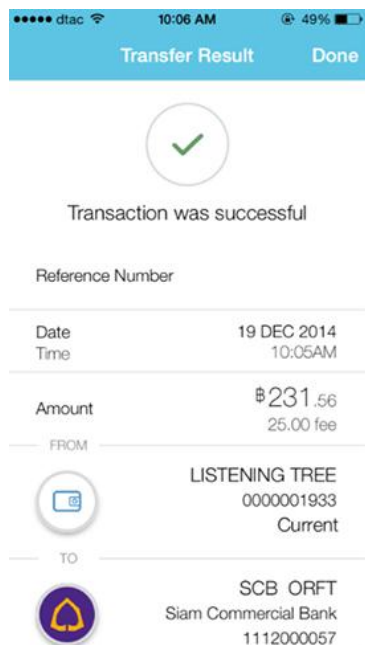 dtac 10:06 AM 49%
Transfer Result Done
Transaction was successful
Reference Number
Date 19 DEC 2014
Time 10:05AM
Amount ฿231.56
25.00 fee
FROM
LISTENING TREE
0000001933
Current
TO
SCB ORFT
Siam Commercial Bank
1112000057